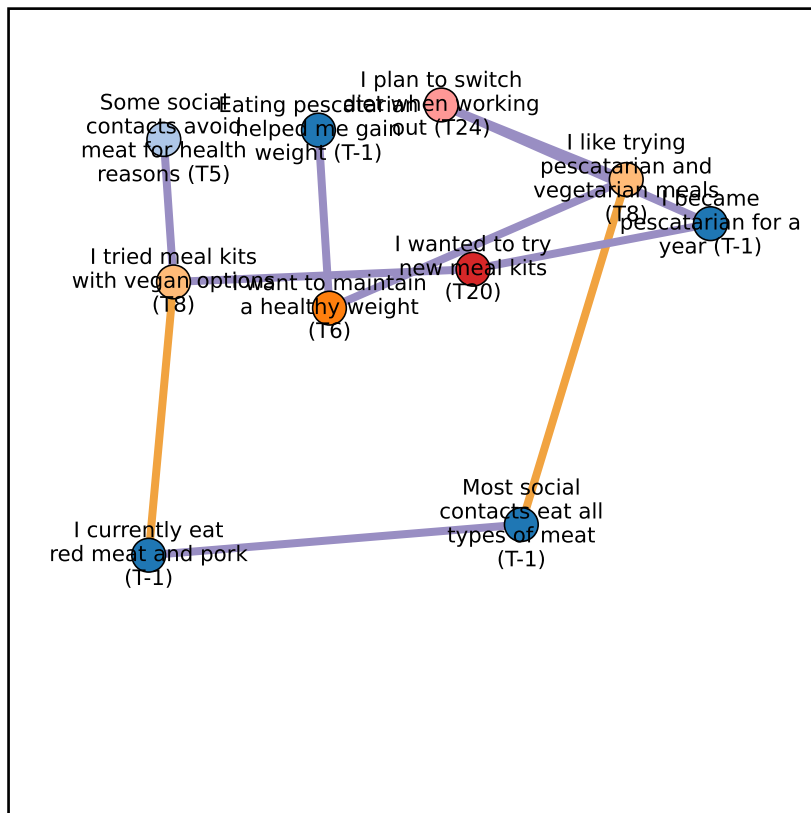 I plan to switch
diet when working
out (T24)
Some social
contacts avoid
meat for health
reasons (T5)
Eating pescatarian
helped me gain
weight (T-1)
I like trying
pescatarian and
vegetarian meals
(T8)
I became
pescatarian for a
year (T-1)
I wanted to try
new meal kits
(T20)
I tried meal kits
with vegan options
(T8)
I want to maintain
a healthy weight
(T6)
Most social
contacts eat all
types of meat
(T-1)
I currently eat
red meat and pork
(T-1)